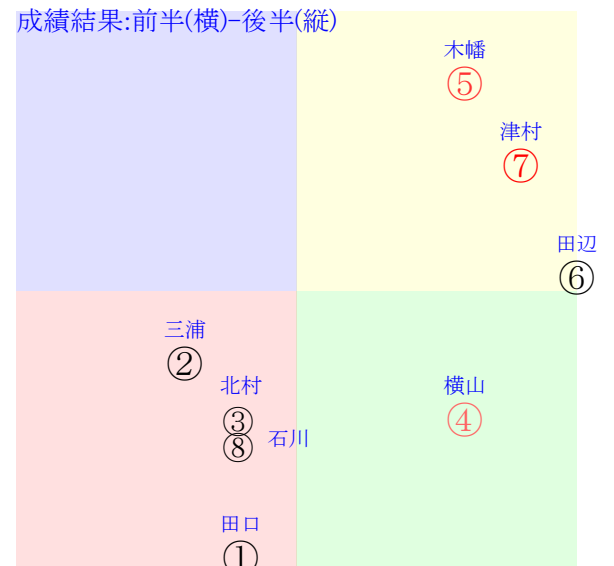 成績結果:前半(横)−後半(縦)
木幡
⑤
津村
⑦
田辺
⑥
三浦
②
北村
③
横山
④
⑧ 石川
田口
①